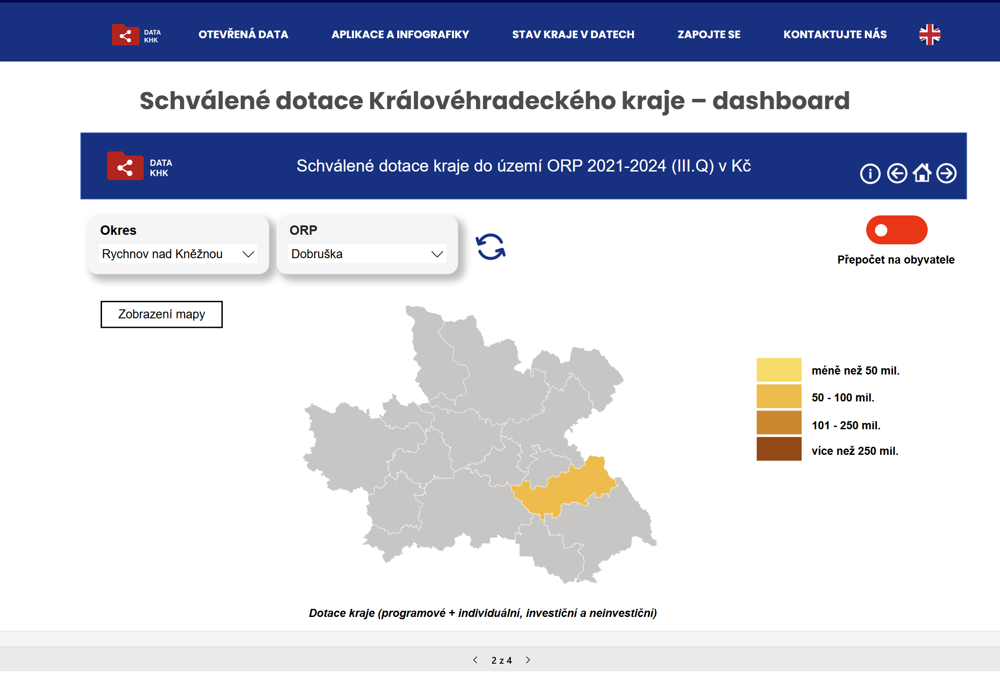 DATA
KHK
OTEVŘENÁ DATA
APLIKACE A INFOGRAFIKY
STAV KRAJE V DATECH
ZAPOJTE SE
KONTAKTUJTE NÁS
Schválené dotace Královéhradeckého kraje – dashboard
DATA
KHK
Schválené dotace kraje do území ORP 2021-2024 (III.Q) v Kč
Okres
Rychnov nad Kněžnou
ORP
Dobruška
Přepočet na obyvatele
Zobrazení mapy
méně než 50 mil.
50 - 100 mil.
101 - 250 mil.
více než 250 mil.
Dotace kraje (programové + individuální, investiční a neinvestiční)
2 z 4